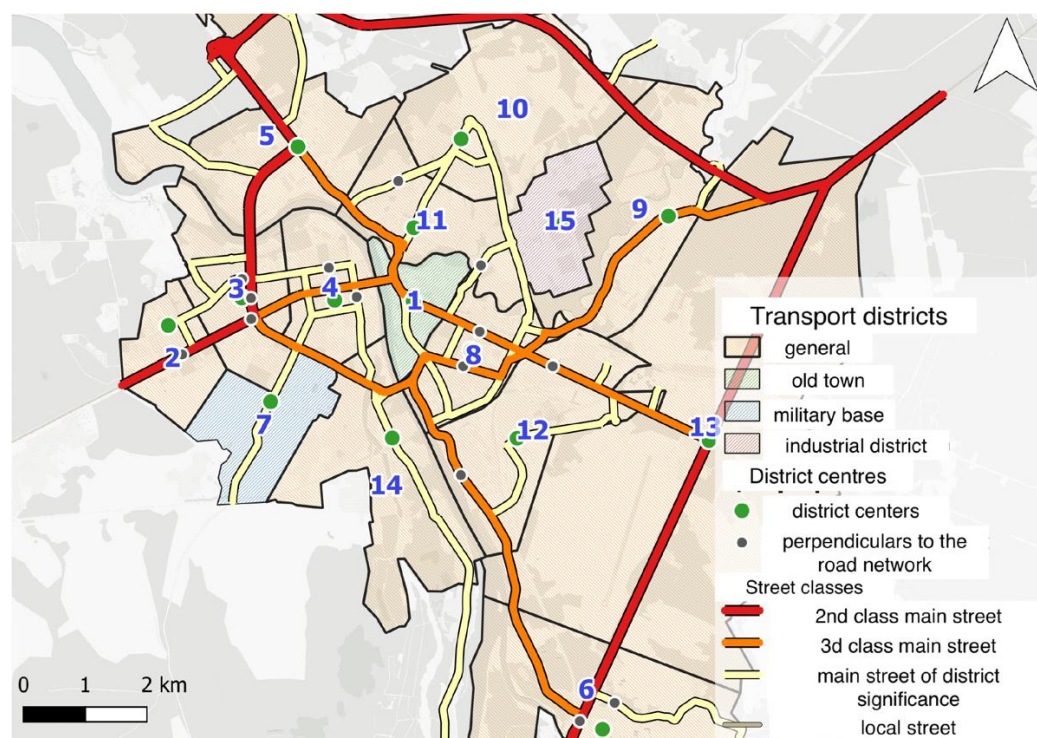 10
5
11
15
9
3
4
1
2
8
7
12
13
14
6
Transport districts
general
old town
military base
industrial district
District centres
district centers
perpendiculars to the
road network
Street classes
2nd class main street
3d class main street
main street of district
significance
local street
0 1 2 km